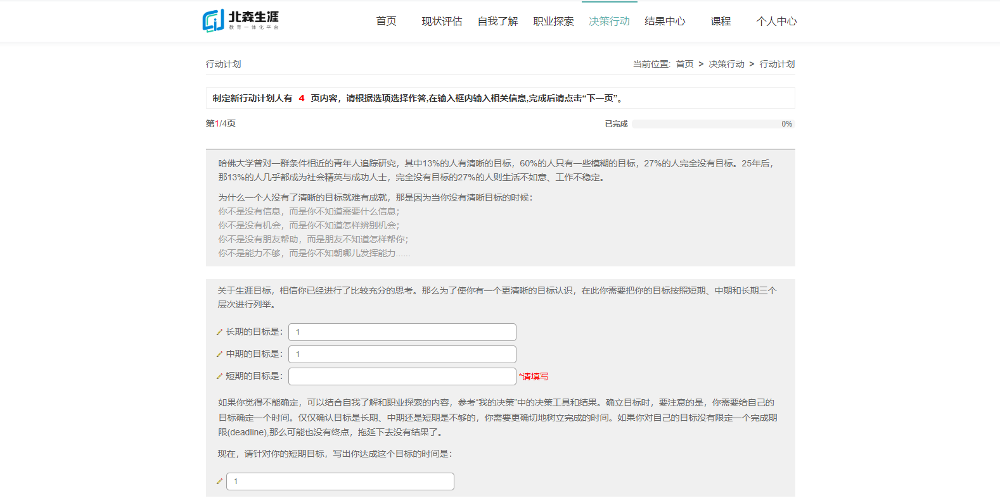 北森生涯
教育一体化平台
首页 现状评估 自我了解 职业探索 决策行动 结果中心 课程 个人中心
行动计划
当前位置: 首页 > 决策行动 > 行动计划
制定新行动计划人有 4 页内容，请根据选项选择作答,在输入框内输入相关信息,完成后请点击“下一页”。
第1/4页
已完成 0%
哈佛大学曾对一群条件相近的青年人追踪研究，其中13%的人有清晰的目标，60%的人只有一些模糊的目标，27%的人完全没有目标。25年后，
那13%的人几乎都成为社会精英与成功人士，完全没有目标的27%的人则生活不如意、工作不稳定。
为什么一个人没有了清晰的目标就难有成就，那是因为当你没有清晰目标的时候：
你不是没有信息，而是你不知道需要什么信息；
你不是没有机会，而是你不知道怎样辨别机会；
你不是没有朋友帮助，而是朋友不知道怎样帮你；
你不是能力不够，而是你不知朝哪儿发挥能力......
关于生涯目标，相信你已经进行了比较充分的思考。那么为了使你有一个更清晰的目标认识，在此你需要把你的目标按照短期、中期和长期三个
层次进行列举。
长期的目标是： 1
中期的目标是： 1
短期的目标是： *请填写
如果你觉得不能确定，可以结合自我了解和职业探索的内容，参考“我的决策”中的决策工具和结果。确立目标时，要注意的是，你需要给自己的
目标确定一个时间。仅仅确认目标是长期、中期还是短期是不够的，你需要更确切地树立完成的时间。如果你对自己的目标没有限定一个完成期
限(deadline),那么可能也没有终点，拖延下去没有结果了。
现在，请针对你的短期目标，写出你达成这个目标的时间是：
1